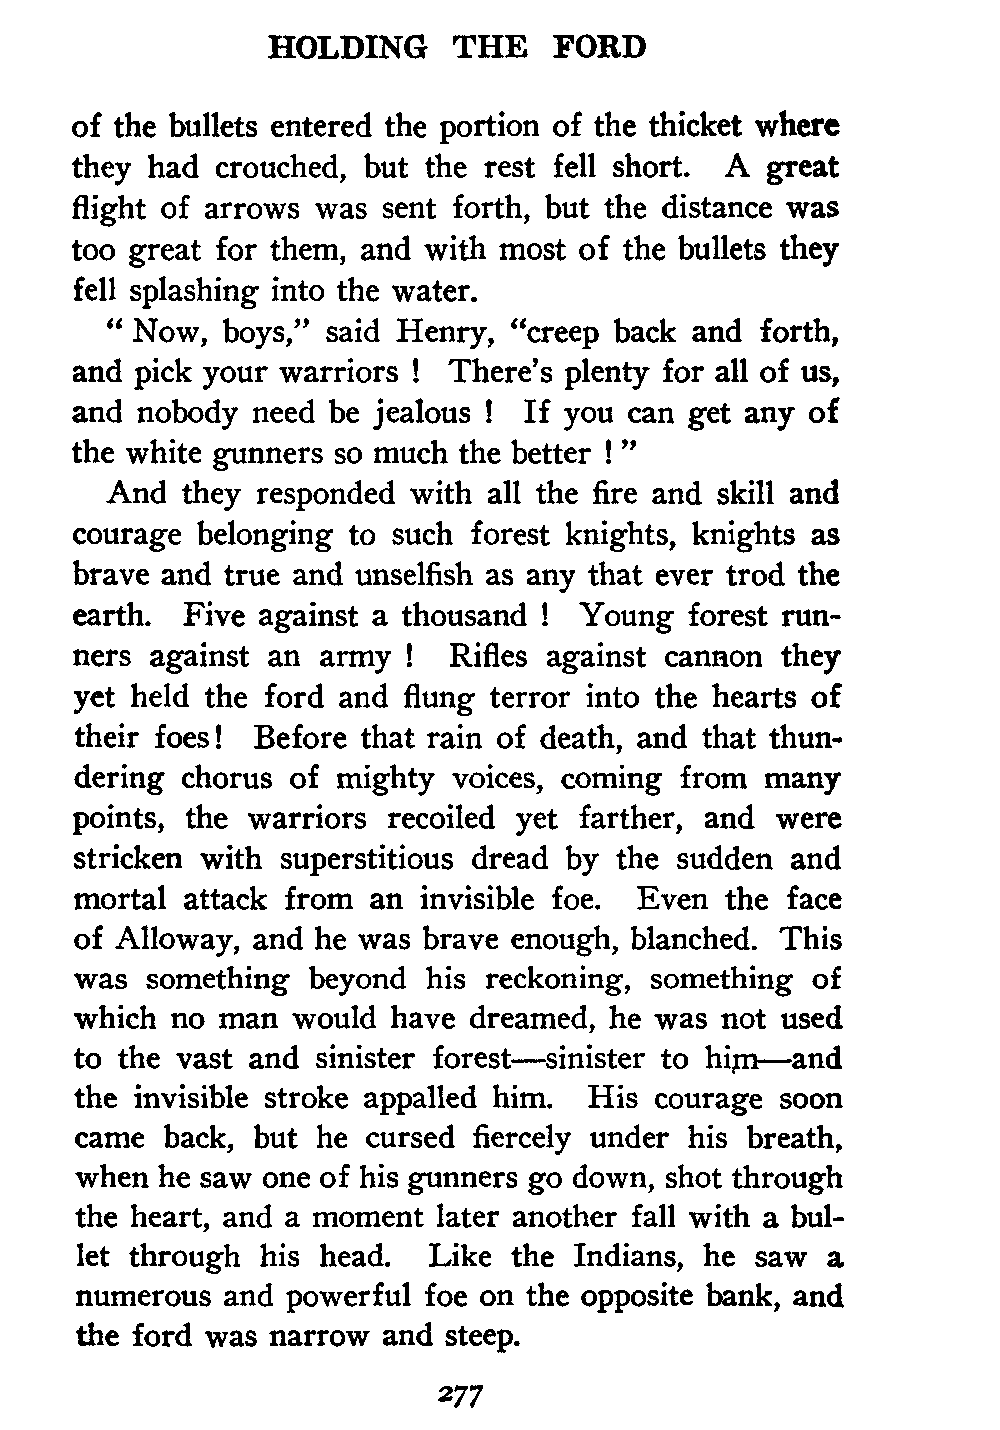 HOLDING THE FORD
of the bullets entered the portion of the thicket where
they had crouched, but the rest fell short. A great
flight of arrows was sent forth, but the distance was
too great for them, and with most of the bullets they
fell splashing into the water.
“ Now, boys,” said Henry, “creep back and forth,
and pick your warriors ! There’s plenty for all of us,
and nobody need be jealous ! If you can get any of
the white gunners so much the better ! ”
And they responded with all the fire and skill and
courage belonging to such forest knights, knights as
brave and true and unselfish as any that ever trod the
earth. Five against a thousand ! Young forest run-
ners against an army ! Rifles against cannon they
yet held the ford and flung terror into the hearts of
their foes! Before that rain of death, and that thun-
dering chorus of mighty voices, coming from many
points, the warriors recoiled yet farther, and were
stricken with superstitious dread by the sudden and
mortal attack from an invisible foe. Even the face
of Alloway, and he was brave enough, blanched. This
was something beyond his reckoning, something of
which no man would have dreamed, he was not used
to the vast and sinister forest—sinister to him—and
the invisible stroke appalled him. His courage soon
came back, but he cursed fiercely under his breath,
when he saw one of his gunners go down, shot through
the heart, and a moment later another fall with a bul-
let through his head. Like the Indians, he saw a
numerous and powerful foe on the opposite bank, and
the ford was narrow and steep.
277